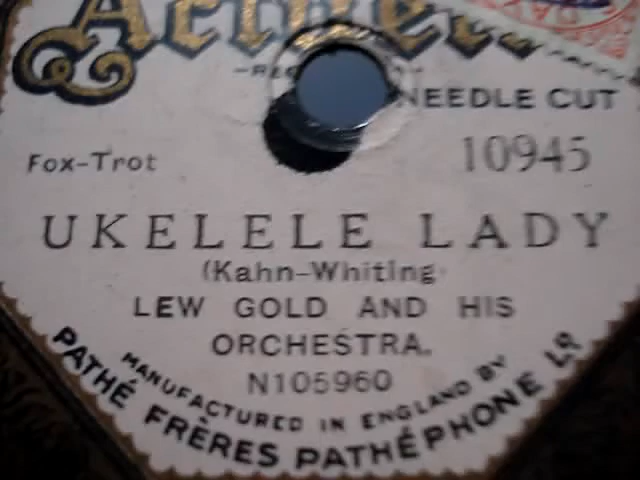 NEEDLE CUT
Fox-Trot
10945
UKELELE LADY
(Kahn-Whiting
LEW GOLD AND HIS
ORCHESTRA.
N105960
MANUFACTURED IN ENGLAND BY
PATHÉ FRÈRES PATHÉPHONE LD